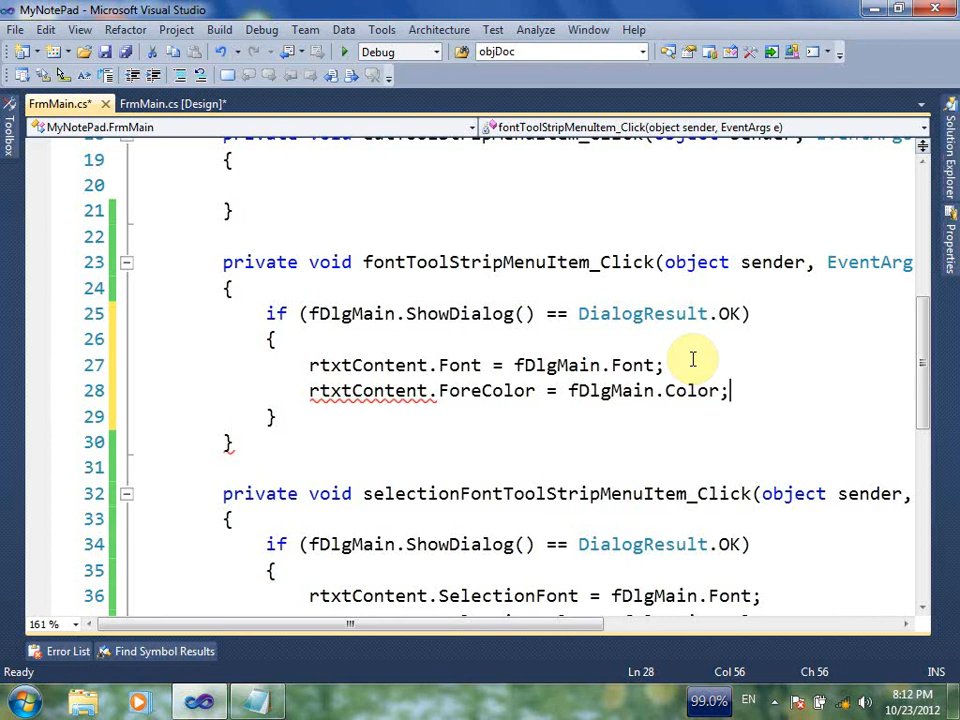 MyNotePad - Microsoft Visual Studio
File Edit View Refactor Project Build Debug Team Data Tools Architecture Test Analyze Window Help
Debug objDoc
FrmMain.cs* FrmMain.cs [Design]*
MyNotePad.FrmMain fontToolStripMenuItem_Click(object sender, EventArgs e)
Toolbox
Solution Explorer
Properties
19 {
20
21 }
22
23 private void fontToolStripMenuItem_Click(object sender, EventArg
24 {
25 if (fDlgMain.ShowDialog() == DialogResult.OK)
26 {
27 rtxtContent.Font = fDlgMain.Font;
28 rtxtContent.ForeColor = fDlgMain.Color;
29 }
30 }
31
32 private void selectionFontToolStripMenuItem_Click(object sender,
33 {
34 if (fDlgMain.ShowDialog() == DialogResult.OK)
35 {
36 rtxtContent.SelectionFont = fDlgMain.Font;
161 %
Error List Find Symbol Results
Ready Ln 28 Col 56 Ch 56 INS
99.0% EN 8:12 PM
10/23/2012